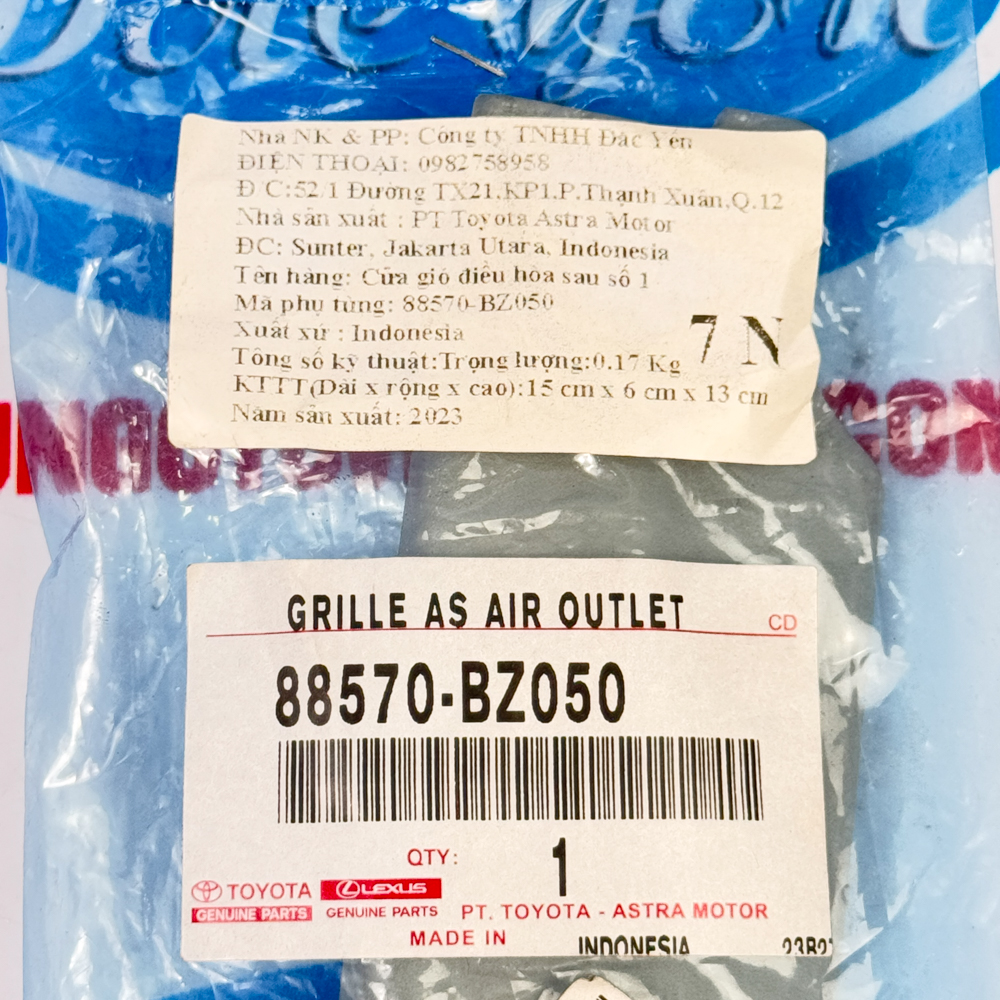 Nhà NK & PP: Công ty TNHH Đắc Yến
ĐIỆN THOẠI: 0982758958
Đ C:52.1 Đường TX21,KP1.P.Thạnh Xuân,Q.12
Nhà sản xuất : PT Toyota Astra Motor
ĐC: Sunter, Jakarta Utara, Indonesia
Tên hàng: Cửa gió điều hòa sau số 1
Mã phụ tùng: 88570-BZ050
Xuất xứ : Indonesia
7 N
Tông số kỹ thuật:Trọng lượng:0.17 Kg
KTTT(Dài x rộng x cao):15 cm x 6 cm x 13 cm
Năm sản xuất: 2023
GRILLE AS AIR OUTLET
CD
88570-BZ050
QTY: 1
TOYOTA LEXUS
GENUINE PARTS GENUINE PARTS PT. TOYOTA - ASTRA MOTOR
MADE IN INDONESIA